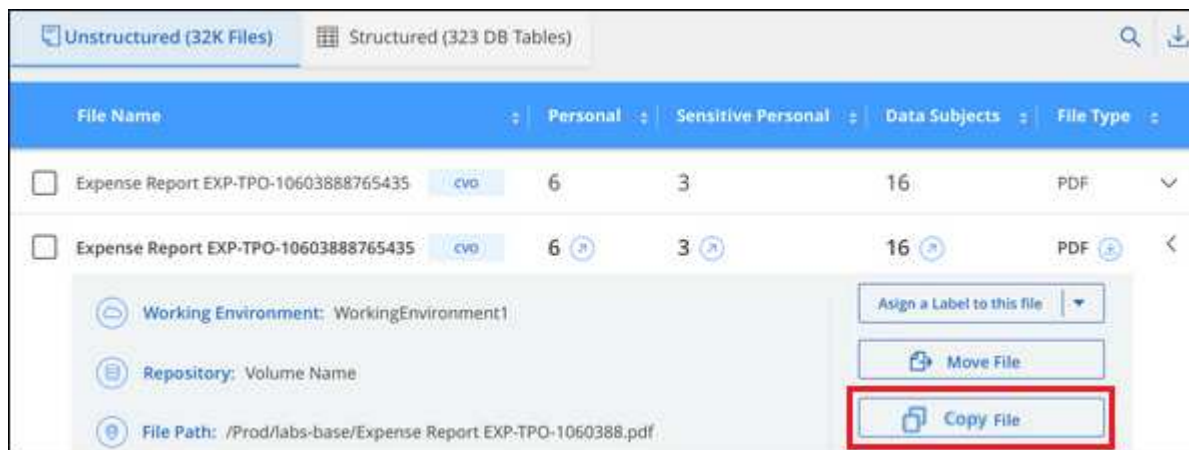 Unstructured (32K Files) Structured (323 DB Tables)
File Name Personal Sensitive Personal Data Subjects File Type
Expense Report EXP-TPO-10603888765435 CVO 6 3 16 PDF
Expense Report EXP-TPO-10603888765435 CVO 6 3 16 PDF
Working Environment: WorkingEnvironment1 Asign a Label to this file
Repository: Volume Name Move File
File Path: /Prod/labs-base/Expense Report EXP-TPO-1060388.pdf Copy File